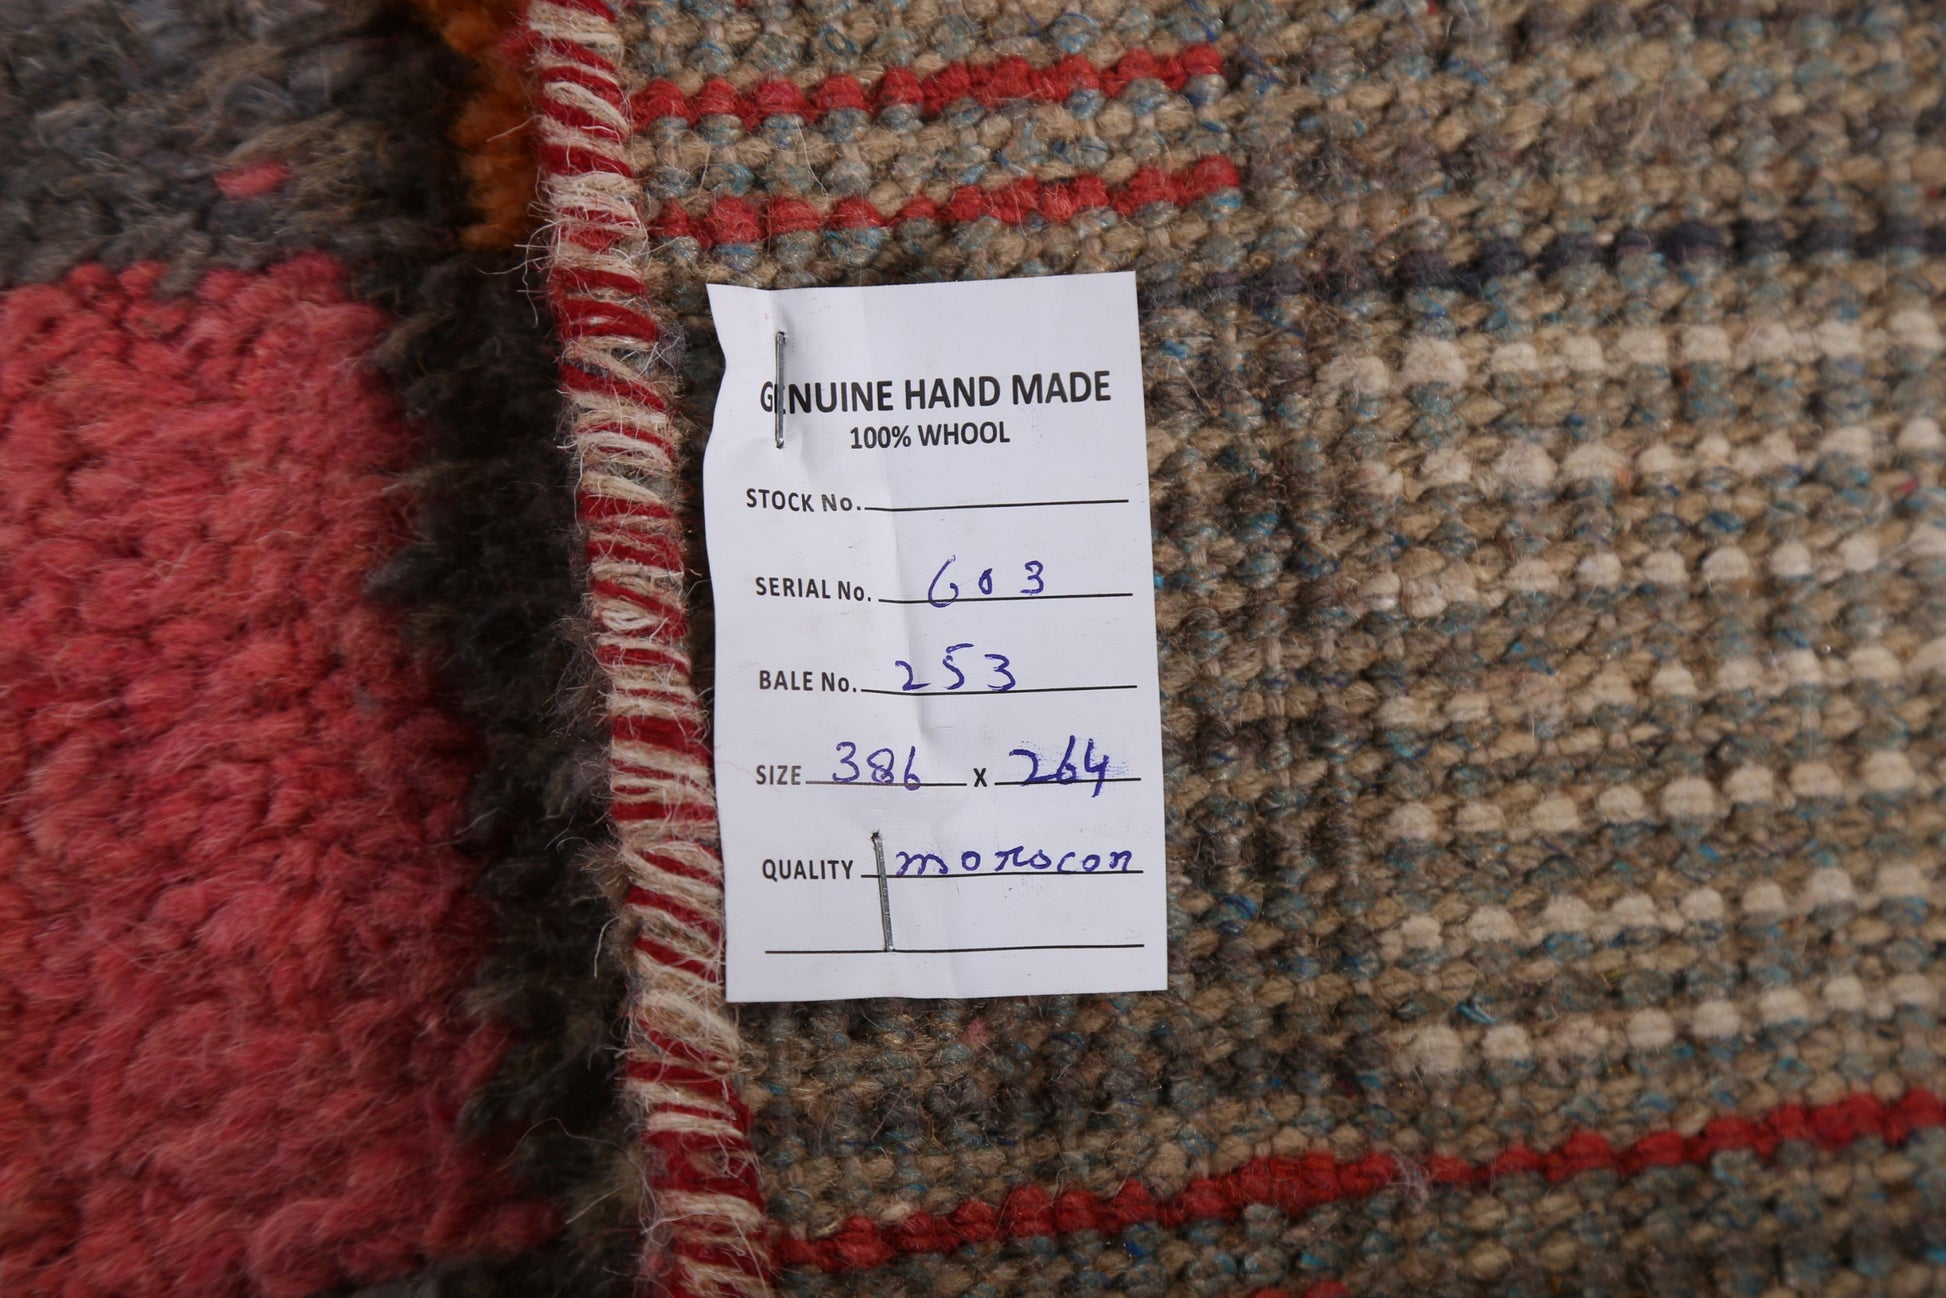 GENUINE HAND MADE
100% WHOOL
STOCK No.
SERIAL No. 603
BALE No. 253
SIZE 386 x 264
QUALITY morocon